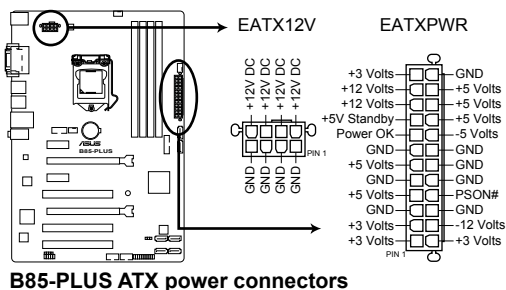 EATX12V
EATXPWR
+12V DC
+12V DC
+12V DC
+12V DC
PIN 1
GND
GND
GND
GND
+3 Volts GND
+12 Volts +5 Volts
+12 Volts +5 Volts
+5V Standby +5 Volts
Power OK -5 Volts
GND GND
+5 Volts GND
GND GND
+5 Volts PSON#
GND GND
+3 Volts -12 Volts
+3 Volts +3 Volts
PIN 1
/SUS
B85-PLUS
B85-PLUS ATX power connectors